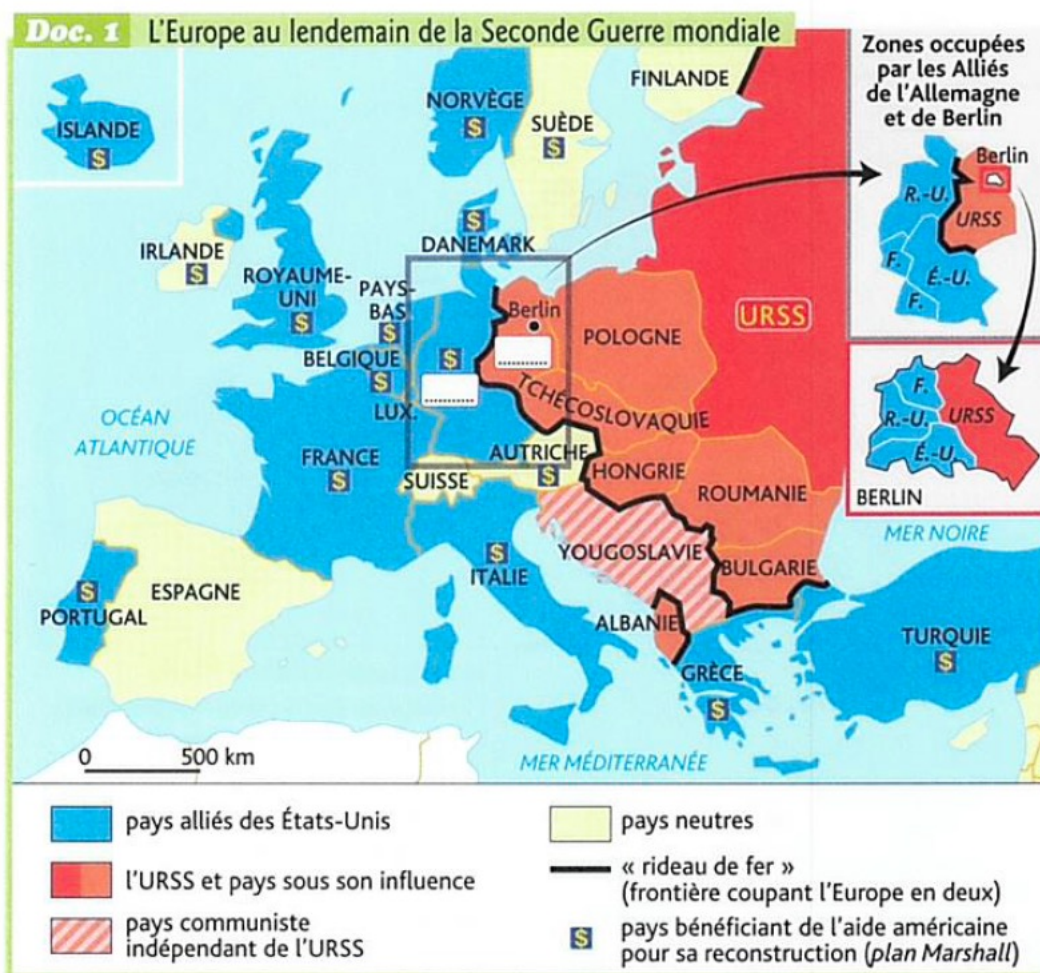 Doc. 1 L'Europe au lendemain de la Seconde Guerre mondiale
ISLANDE
$
NORVÈGE
$
SUÈDE
$
FINLANDE
IRLANDE
$
ROYAUME-
UNI
$
$
DANEMARK
PAYS-
BAS
$
BELGIQUE
$
LUX.
$
..........
Berlin
..........
POLOGNE
URSS
TCHÉCOSLOVAQUIE
OCÉAN
ATLANTIQUE
FRANCE
$
SUISSE
AUTRICHE
$
HONGRIE
ROUMANIE
YOUGOSLAVIE
BULGARIE
MER NOIRE
PORTUGAL
$
ESPAGNE
ITALIE
$
ALBANIE
GRÈCE
$
TURQUIE
$
MER MÉDITERRANÉE
0 500 km
Zones occupées
par les Alliés
de l'Allemagne
et de Berlin
Berlin
R.-U.
URSS
F.
É.-U.
F.
F.
URSS
R.-U.
É.-U.
BERLIN
pays alliés des États-Unis
l'URSS et pays sous son influence
pays communiste
indépendant de l'URSS
pays neutres
« rideau de fer »
(frontière coupant l'Europe en deux)
$ pays bénéficiant de l'aide américaine
pour sa reconstruction (plan Marshall)